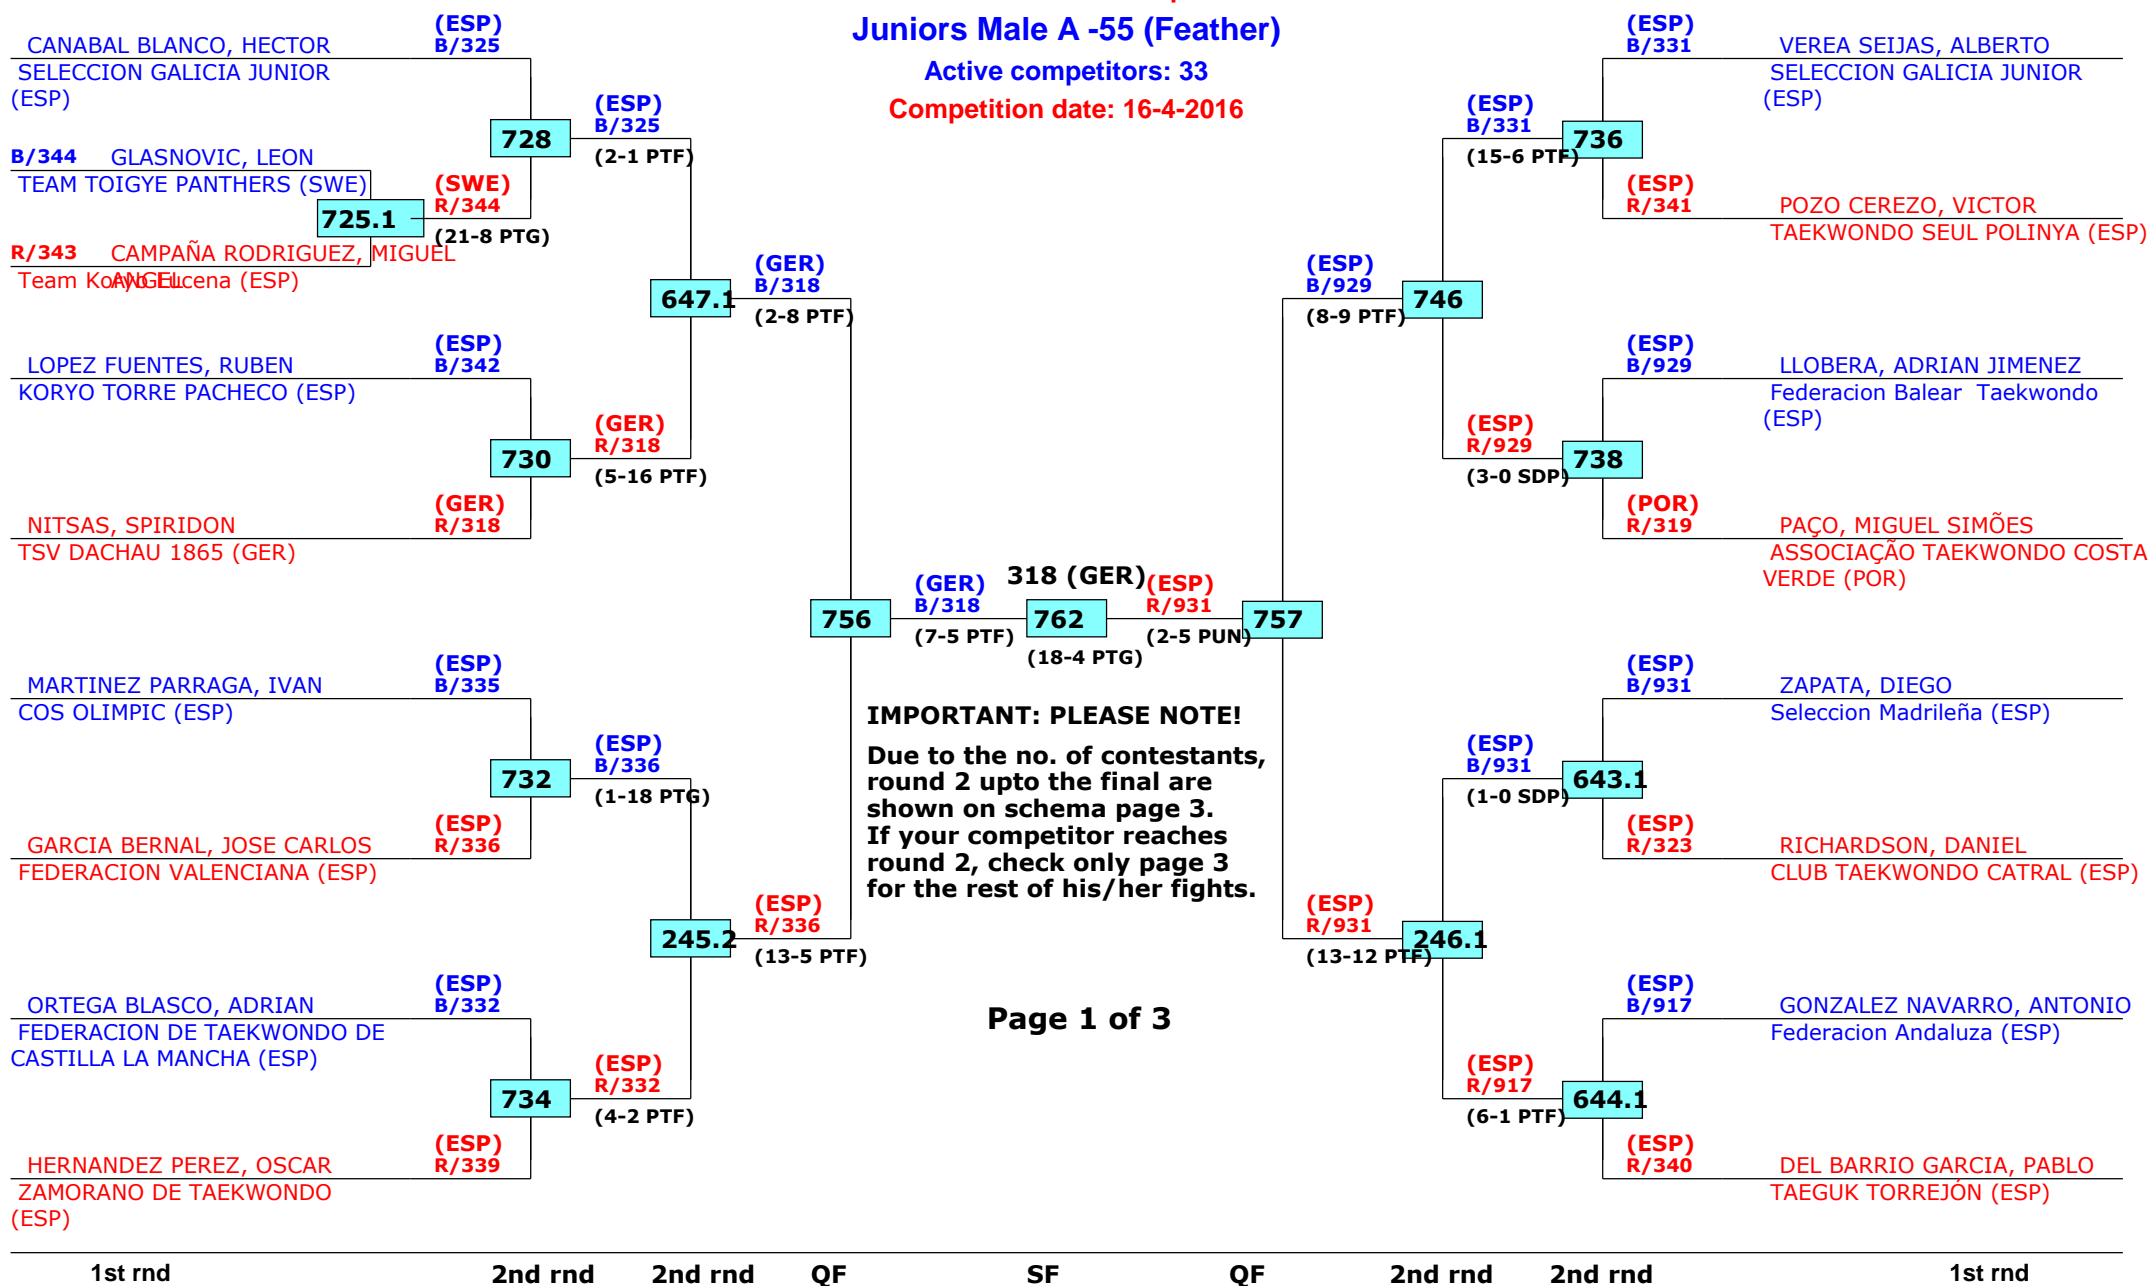 Juniors Male A -55 (Feather)
Active competitors: 33
Competition date: 16-4-2016
(ESP)
B/325
CANABAL BLANCO, HECTOR
SELECCION GALICIA JUNIOR
(ESP)
B/344 GLASNOVIC, LEON
TEAM TOIGYE PANTHERS (SWE)
725.1
(SWE)
R/344
(21-8 PTG)
R/343 CAMPAÑA RODRIGUEZ, MIGUEL
ANGEL
Team Koryo Lucena (ESP)
728
(ESP)
B/325
(2-1 PTF)
(ESP)
B/342
LOPEZ FUENTES, RUBEN
KORYO TORRE PACHECO (ESP)
730
(GER)
R/318
(5-16 PTF)
(GER)
R/318
NITSAS, SPIRIDON
TSV DACHAU 1865 (GER)
647.1
(GER)
B/318
(2-8 PTF)
(ESP)
B/335
MARTINEZ PARRAGA, IVAN
COS OLIMPIC (ESP)
732
(ESP)
B/336
(1-18 PTG)
(ESP)
R/336
GARCIA BERNAL, JOSE CARLOS
FEDERACION VALENCIANA (ESP)
245.2
(ESP)
R/336
(13-5 PTF)
(ESP)
B/332
ORTEGA BLASCO, ADRIAN
FEDERACION DE TAEKWONDO DE
CASTILLA LA MANCHA (ESP)
734
(ESP)
R/332
(4-2 PTF)
(ESP)
R/339
HERNANDEZ PEREZ, OSCAR
ZAMORANO DE TAEKWONDO
(ESP)
756
(GER)
B/318
(7-5 PTF)
318 (GER)
762
(18-4 PTG)
(ESP)
R/931
(2-5 PUN)
757
IMPORTANT: PLEASE NOTE!
Due to the no. of contestants,
round 2 upto the final are
shown on schema page 3.
If your competitor reaches
round 2, check only page 3
for the rest of his/her fights.
Page 1 of 3
(ESP)
B/331
VEREA SEIJAS, ALBERTO
SELECCION GALICIA JUNIOR
(ESP)
736
(ESP)
B/331
(15-6 PTF)
(ESP)
R/341
POZO CEREZO, VICTOR
TAEKWONDO SEUL POLINYA (ESP)
746
(ESP)
B/929
(8-9 PTF)
(ESP)
B/929
LLOBERA, ADRIAN JIMENEZ
Federacion Balear Taekwondo
(ESP)
738
(ESP)
R/929
(3-0 SDP)
(POR)
R/319
PAÇO, MIGUEL SIMÕES
ASSOCIAÇÃO TAEKWONDO COSTA
VERDE (POR)
(ESP)
B/931
ZAPATA, DIEGO
Seleccion Madrileña (ESP)
643.1
(ESP)
B/931
(1-0 SDP)
(ESP)
R/323
RICHARDSON, DANIEL
CLUB TAEKWONDO CATRAL (ESP)
246.1
(ESP)
R/931
(13-12 PTF)
(ESP)
B/917
GONZALEZ NAVARRO, ANTONIO
Federacion Andaluza (ESP)
644.1
(ESP)
R/917
(6-1 PTF)
(ESP)
R/340
DEL BARRIO GARCIA, PABLO
TAEGUK TORREJÓN (ESP)
1st rnd 2nd rnd 2nd rnd QF SF QF 2nd rnd 2nd rnd 1st rnd